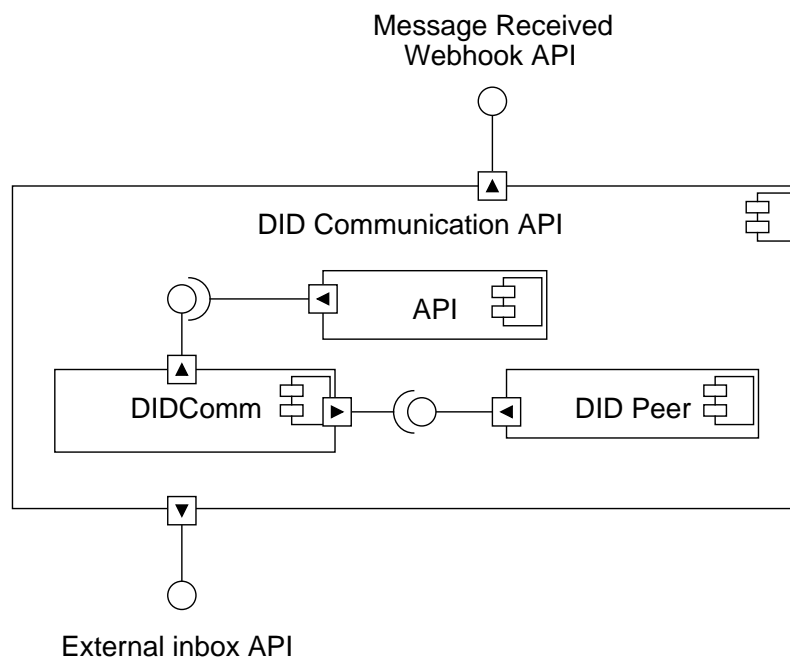 Message Received
Webhook API
DID Communication API
API
DIDComm
DID Peer
External inbox API